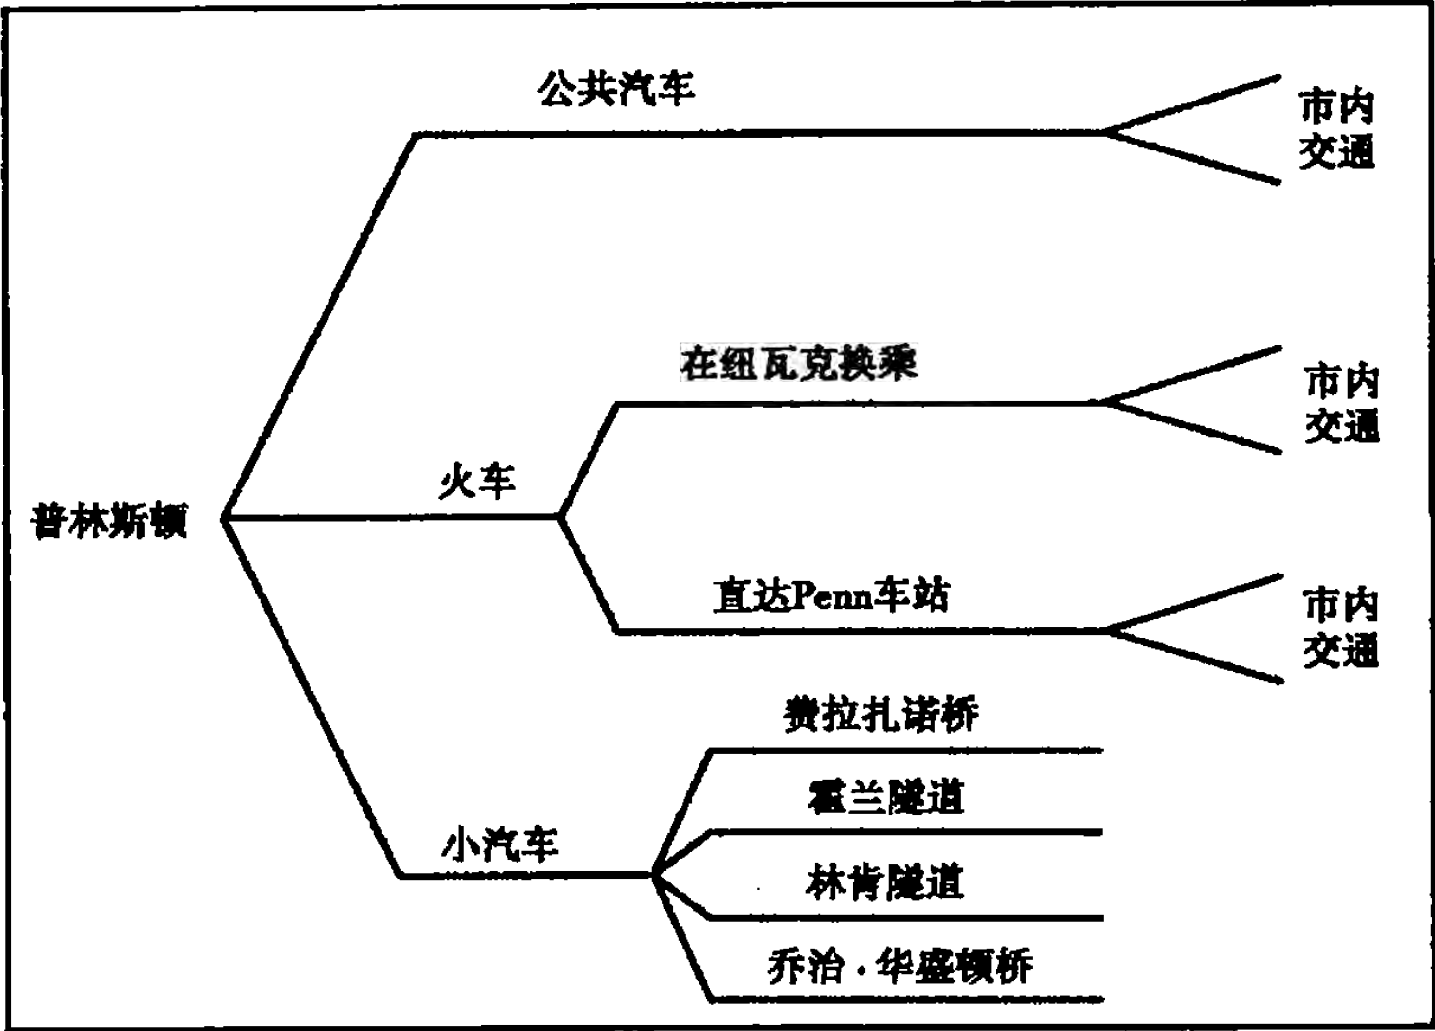 公共汽车
市内
交通
在纽瓦克换乘
市内
交通
火车
普林斯顿
直达Penn车站
市内
交通
费拉扎诺桥
霍兰隧道
小汽车
林肯隧道
乔治·华盛顿桥